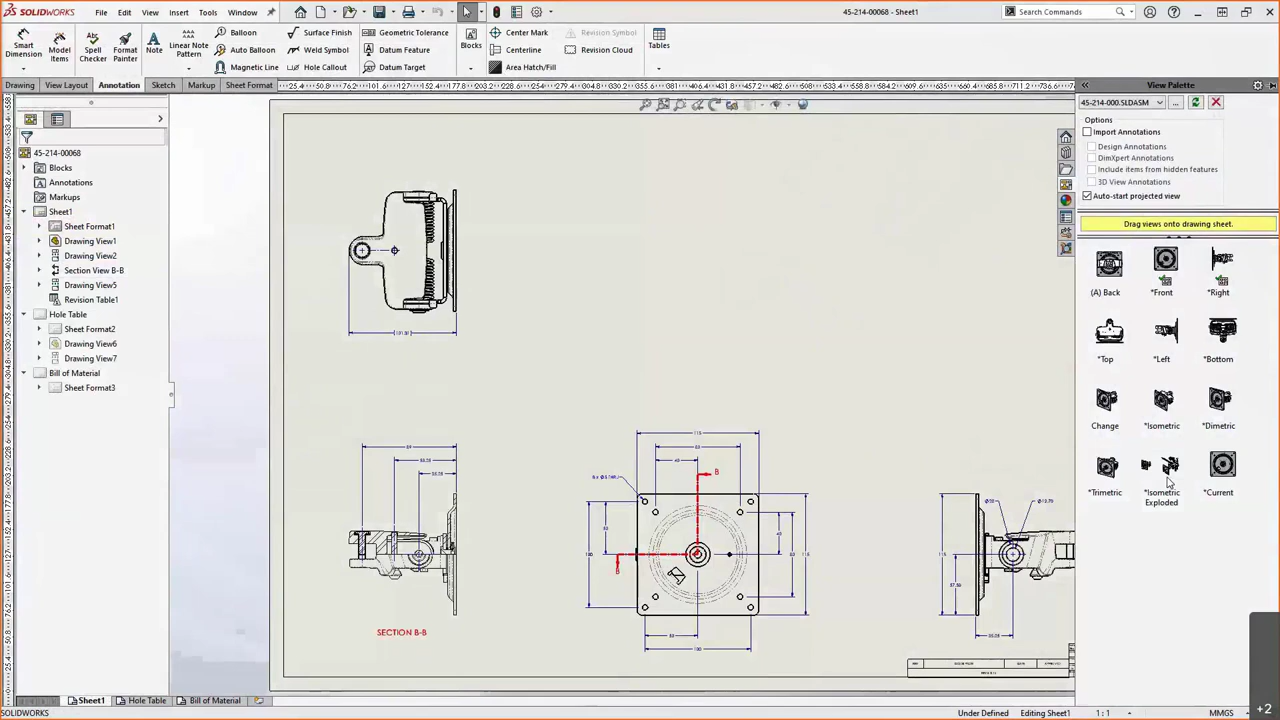 SOLIDWORKS
File
Edit
View
Insert
Tools
Window
45-214-00068 - Sheet1
Search Commands
Smart Dimension
Model Items
Spell Checker
Format Painter
Note
Linear Note Pattern
Balloon
Auto Balloon
Magnetic Line
Surface Finish
Weld Symbol
Hole Callout
Geometric Tolerance
Datum Feature
Datum Target
Blocks
Center Mark
Centerline
Area Hatch/Fill
Revision Symbol
Revision Cloud
Tables
Drawing
View Layout
Annotation
Sketch
Markup
Sheet Format
45-214-00068
Blocks
Annotations
Markups
Sheet1
Sheet Format1
Drawing View1
Drawing View2
Section View B-B
Drawing View5
Revision Table1
Hole Table
Sheet Format2
Drawing View6
Drawing View7
Bill of Material
Sheet Format3
SECTION B-B
B
B
115
View Palette
45-214-000.SLDASM
...
Options
Import Annotations
Design Annotations
DimXpert Annotations
Include items from hidden features
3D View Annotations
Auto-start projected view
Drag views onto drawing sheet.
(A) Back
*Front
*Right
*Top
*Left
*Bottom
Change
*Isometric
*Dimetric
*Trimetric
*Isometric Exploded
*Current
Sheet1
Hole Table
Bill of Material
SOLIDWORKS
Under Defined
Editing Sheet1
1 : 1
MMGS
+2